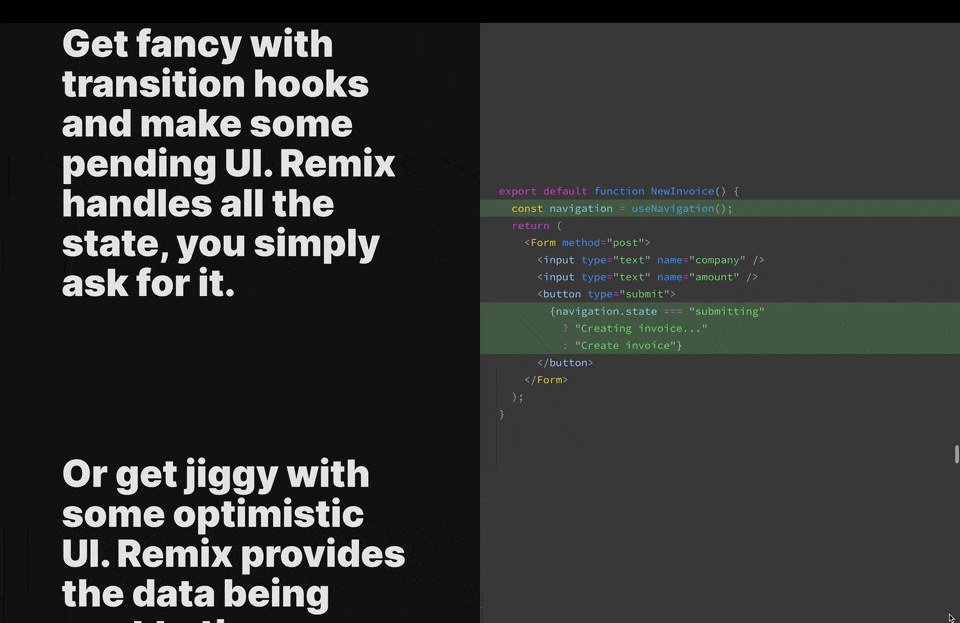 Get fancy with
transition hooks
and make some
pending UI. Remix
handles all the
state, you simply
ask for it.
Or get jiggy with
some optimistic
UI. Remix provides
the data being
export default function NewInvoice() {
  const navigation = useNavigation();
  return (
    <Form method="post">
      <input type="text" name="company" />
      <input type="text" name="amount" />
      <button type="submit">
        {navigation.state === "submitting"
          ? "Creating invoice..."
          : "Create invoice"}
      </button>
    </Form>
  );
}